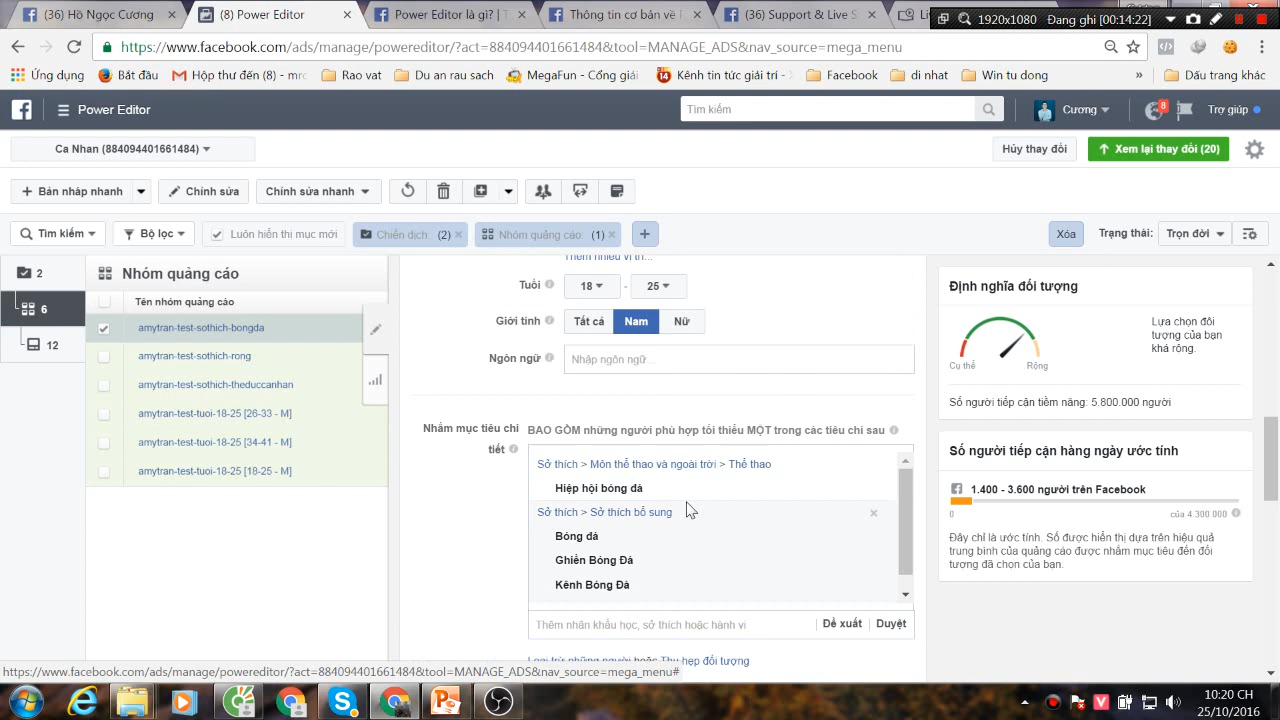 (36) Hồ Ngọc Cương
(8) Power Editor
Power Editor là gì?
Thông tin cơ bản về
(36) Support & Live S
1920x1080 Đang ghi [00:14:22]
https://www.facebook.com/ads/manage/powereditor/?act=884094401661484&tool=MANAGE_ADS&nav_source=mega_menu
Ứng dụng
Bắt đầu
Hộp thư đến (8) - mrc
Rao vat
Du an rau sach
MegaFun - Cổng giải
Kênh tin tức giải trí -
Facebook
di nhat
Win tu dong
»
Dấu trang khác
Power Editor
Tìm kiếm
Cương
8
Trợ giúp
Ca Nhan (884094401661484)
Hủy thay đổi
Xem lại thay đổi (20)
+ Bản nhập nhanh
Chỉnh sửa
Chỉnh sửa nhanh
Tìm kiếm
Bộ lọc
Luôn hiển thị mục mới
Chiến dịch (2)
Nhóm quảng cáo (1)
Xóa
Trạng thái:
Trọn đời
2
6
12
Nhóm quảng cáo
Tên nhóm quảng cáo
amytran-test-sothich-bongda
amytran-test-sothich-rong
amytran-test-sothich-theduccanhan
amytran-test-tuoi-18-25 [26-33 - M]
amytran-test-tuoi-18-25 [34-41 - M]
amytran-test-tuoi-18-25 [18-25 - M]
Thêm nhiều vị trí...
Tuổi
18 - 25
Giới tính
Tất cả
Nam
Nữ
Ngôn ngữ
Nhập ngôn ngữ...
Nhắm mục tiêu chi tiết
BAO GỒM những người phù hợp tối thiểu MỘT trong các tiêu chí sau
Sở thích > Môn thể thao và ngoài trời > Thể thao
Hiệp hội bóng đá
Sở thích > Sở thích bổ sung
Bóng đá
Ghiền Bóng Đá
Kênh Bóng Đá
Thêm nhân khẩu học, sở thích hoặc hành vi
Đề xuất
Duyệt
Loại trừ những người hoặc Thu hẹp đối tượng
Định nghĩa đối tượng
Cụ thể
Rộng
Lựa chọn đối
tượng của bạn
khá rộng.
Số người tiếp cận tiềm năng: 5.800.000 người
Số người tiếp cận hàng ngày ước tính
1.400 - 3.600 người trên Facebook
0
của 4.300.000
Đây chỉ là ước tính. Số được hiển thị dựa trên hiệu quả
trung bình của quảng cáo được nhắm mục tiêu đến đối
tượng đã chọn của bạn.
https://www.facebook.com/ads/manage/powereditor/?act=884094401661484&tool=MANAGE_ADS&nav_source=mega_menu#
10:20 CH
25/10/2016